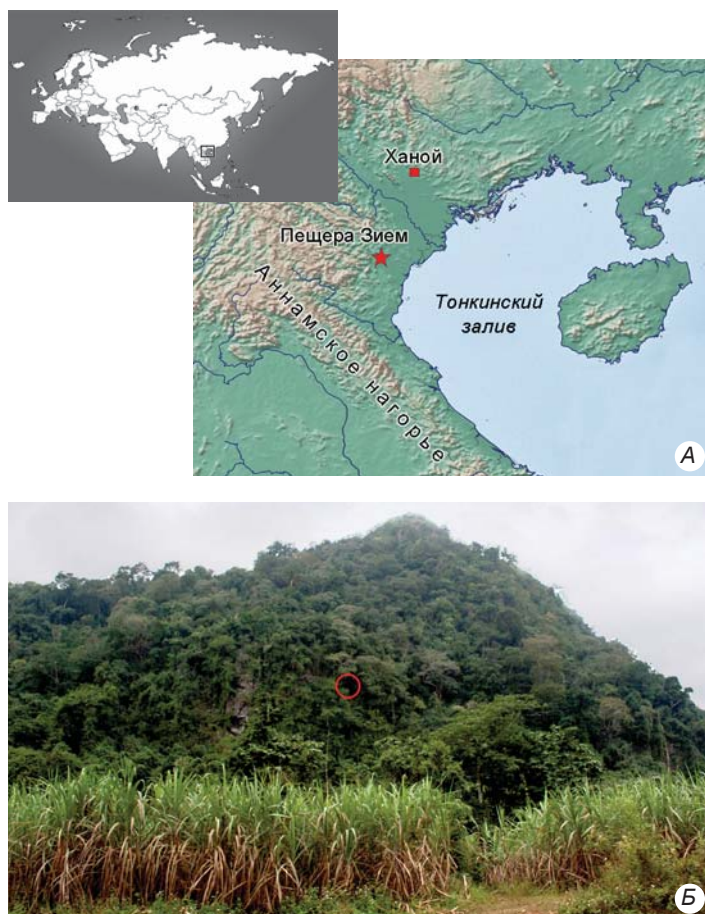 Ханой
Пещера Зием
Аннамское нагорье
Тонкинский
залив
А
Б